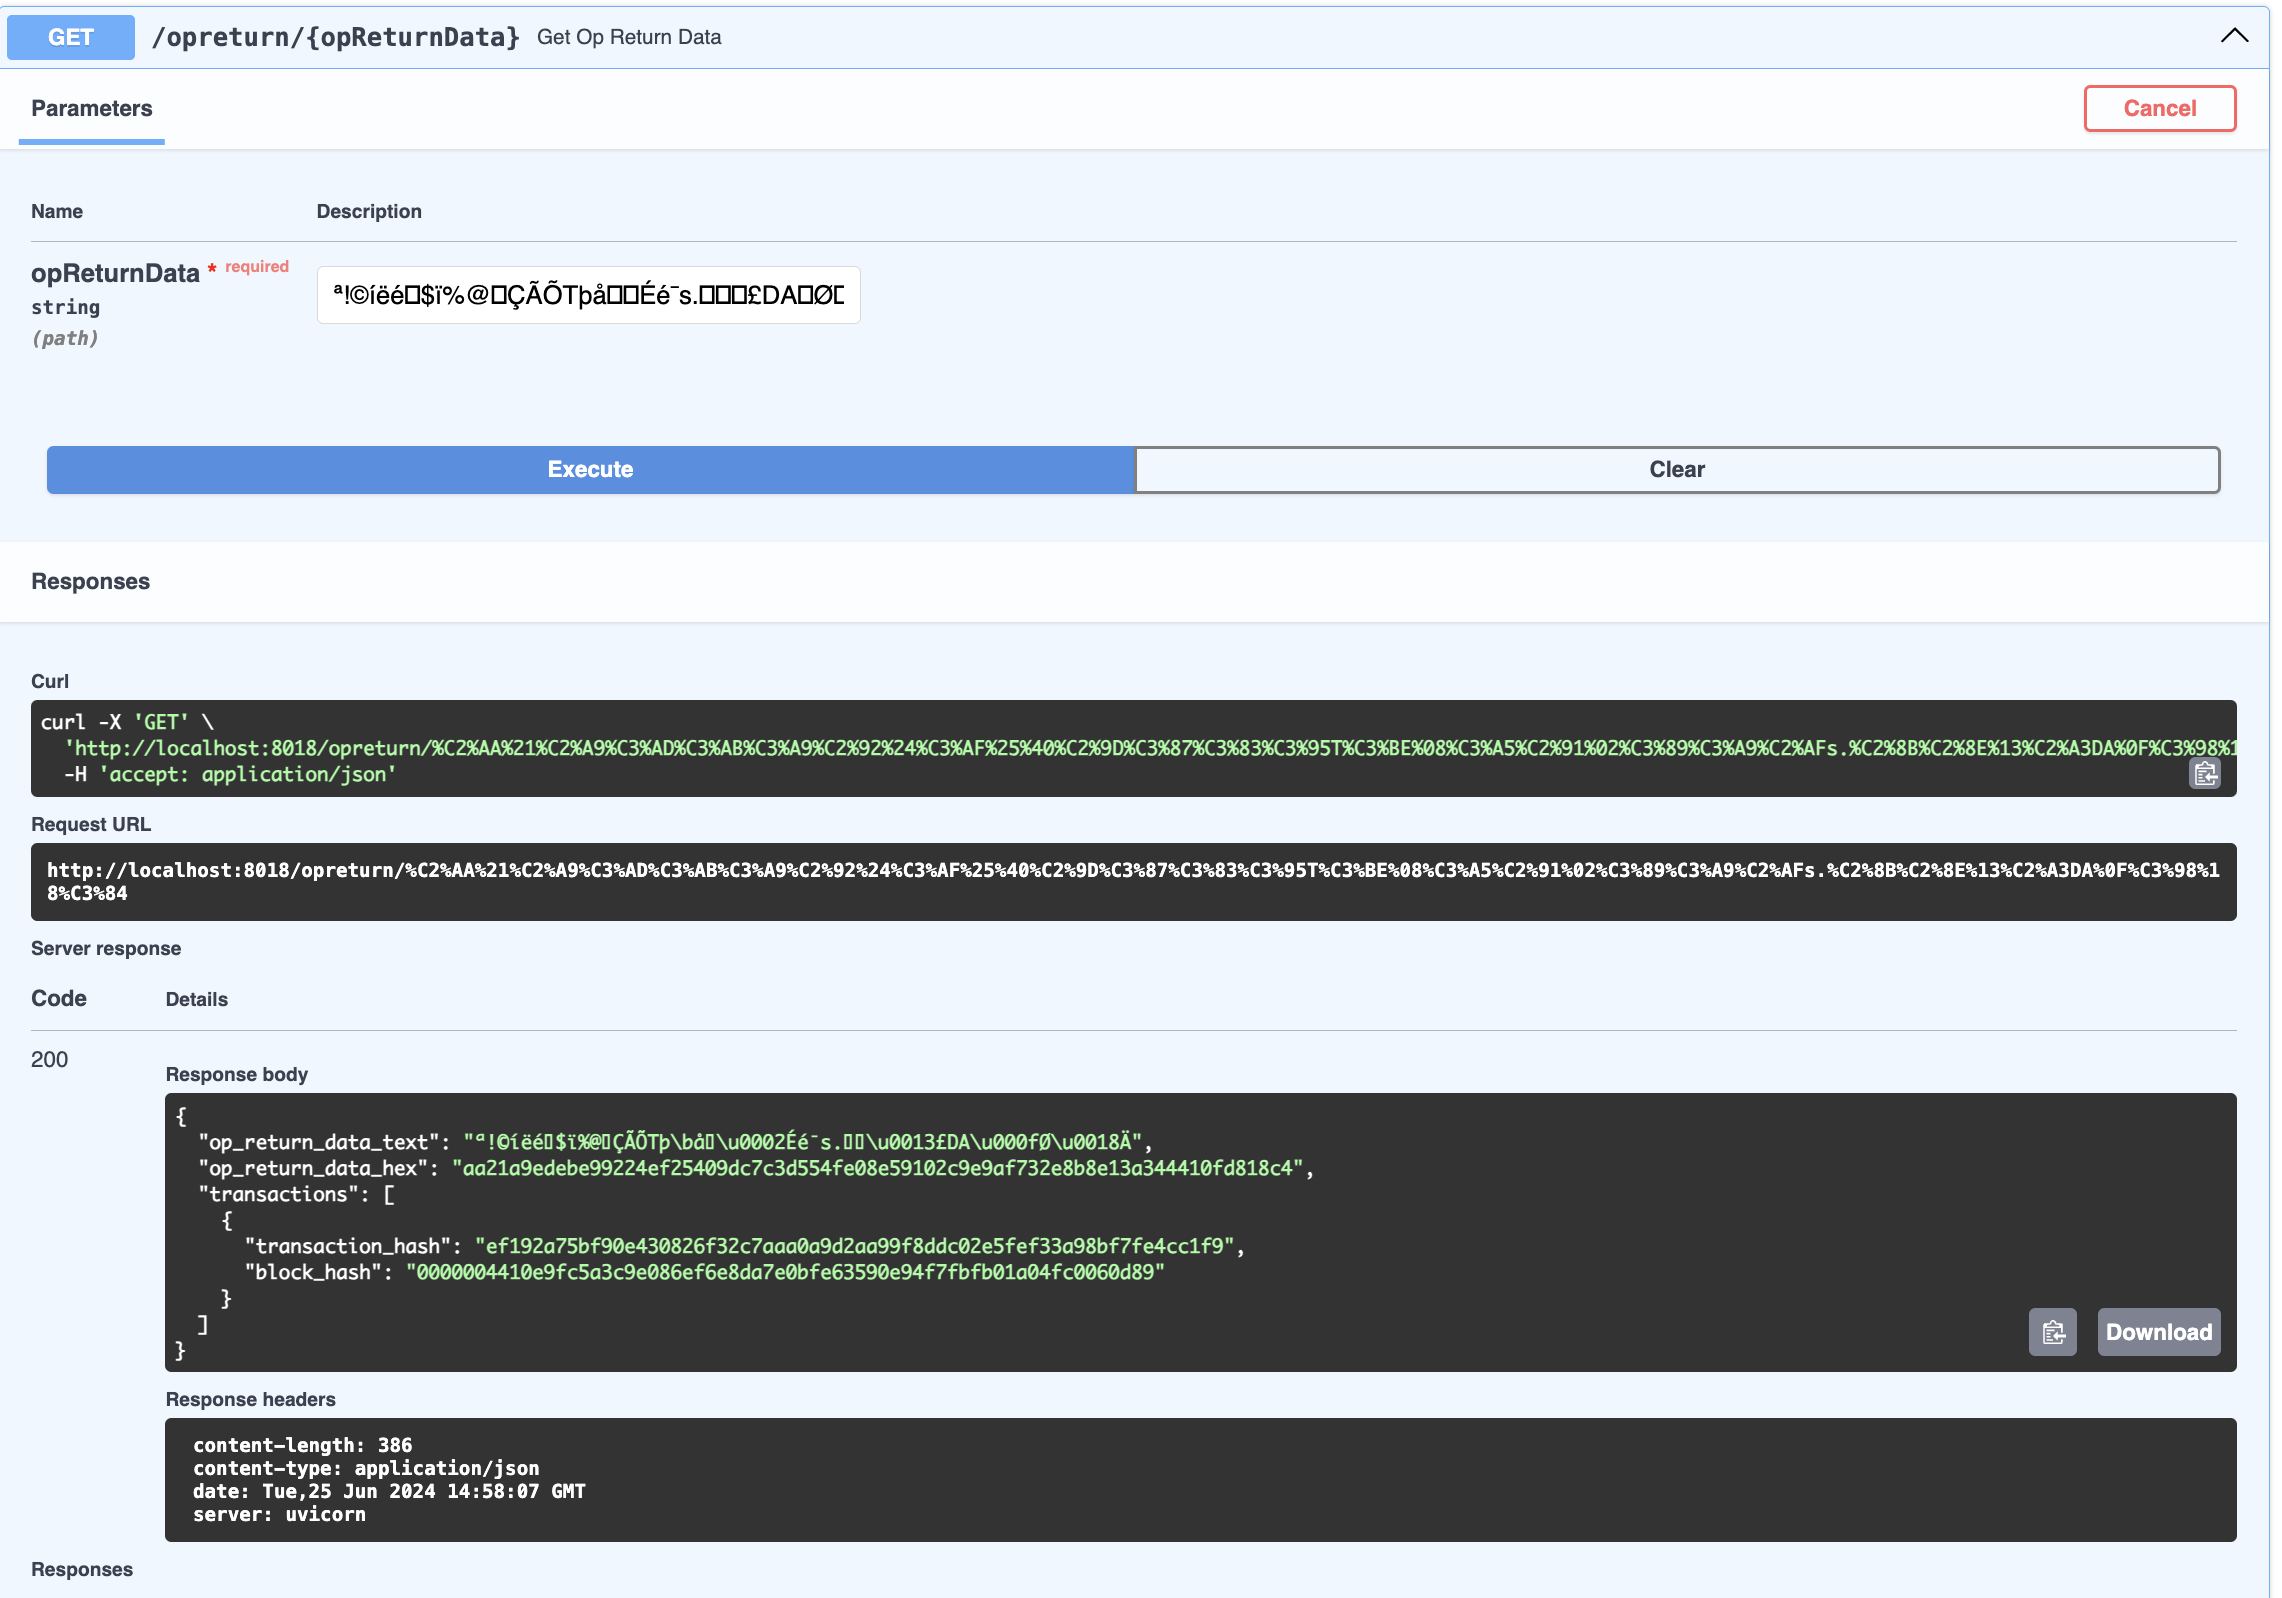 GET /opreturn/{opReturnData} Get Op Return Data
Parameters
Cancel
Name Description
opReturnData * required
string
(path)
ª!©íëé□$ï%@□ÇÃÕTþå□□Éé¯s.□□□£DA□Ø□
Execute
Clear
Responses
Curl
curl -X 'GET' \
'http://localhost:8018/opreturn/%C2%AA%21%C2%A9%C3%AD%C3%AB%C3%A9%C2%92%24%C3%AF%25%40%C2%9D%C3%87%C3%83%C3%95T%C3%BE%08%C3%A5%C2%91%02%C3%89%C3%A9%C2%AFs.%C2%8B%C2%8E%13%C2%A3DA%0F%C3%98%1
-H 'accept: application/json'
Request URL
http://localhost:8018/opreturn/%C2%AA%21%C2%A9%C3%AD%C3%AB%C3%A9%C2%92%24%C3%AF%25%40%C2%9D%C3%87%C3%83%C3%95T%C3%BE%08%C3%A5%C2%91%02%C3%89%C3%A9%C2%AFs.%C2%8B%C2%8E%13%C2%A3DA%0F%C3%98%1
8%C3%84
Server response
Code Details
200
Response body
{
"op_return_data_text": "ª!©íëé□$ï%@□ÇÃÕTþ\bå□\u0002Éé¯s.□□\u0013£DA\u000fØ\u0018Ä",
"op_return_data_hex": "aa21a9edebe99224ef25409dc7c3d554fe08e59102c9e9af732e8b8e13a344410fd818c4",
"transactions": [
{
"transaction_hash": "ef192a75bf90e430826f32c7aaa0a9d2aa99f8ddc02e5fef33a98bf7fe4cc1f9",
"block_hash": "0000004410e9fc5a3c9e086ef6e8da7e0bfe63590e94f7fbfb01a04fc0060d89"
}
]
}
Download
Response headers
content-length: 386
content-type: application/json
date: Tue,25 Jun 2024 14:58:07 GMT
server: uvicorn
Responses